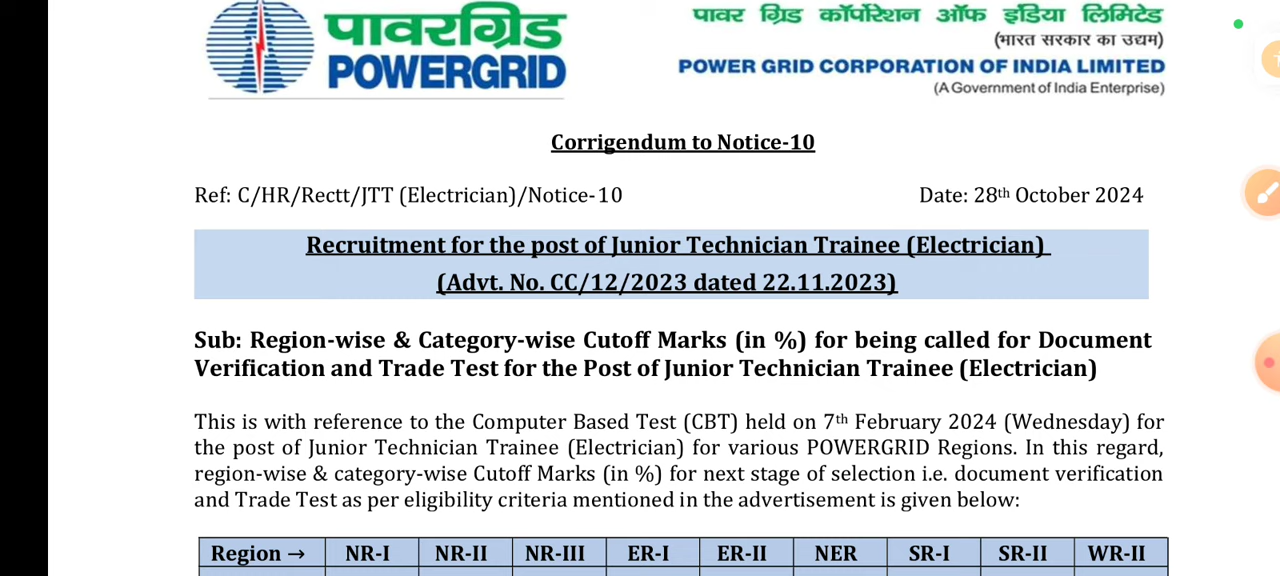 पावरग्रिड
POWERGRID
पावर ग्रिड कॉर्पोरेशन ऑफ इंडिया लिमिटेड
(भारत सरकार का उद्यम)
POWER GRID CORPORATION OF INDIA LIMITED
(A Government of India Enterprise)
Corrigendum to Notice-10
Ref: C/HR/Rectt/JTT (Electrician)/Notice-10 Date: 28th October 2024
Recruitment for the post of Junior Technician Trainee (Electrician)
(Advt. No. CC/12/2023 dated 22.11.2023)
Sub: Region-wise & Category-wise Cutoff Marks (in %) for being called for Document
Verification and Trade Test for the Post of Junior Technician Trainee (Electrician)
This is with reference to the Computer Based Test (CBT) held on 7th February 2024 (Wednesday) for
the post of Junior Technician Trainee (Electrician) for various POWERGRID Regions. In this regard,
region-wise & category-wise Cutoff Marks (in %) for next stage of selection i.e. document verification
and Trade Test as per eligibility criteria mentioned in the advertisement is given below:
Region → NR-I NR-II NR-III ER-I ER-II NER SR-I SR-II WR-II